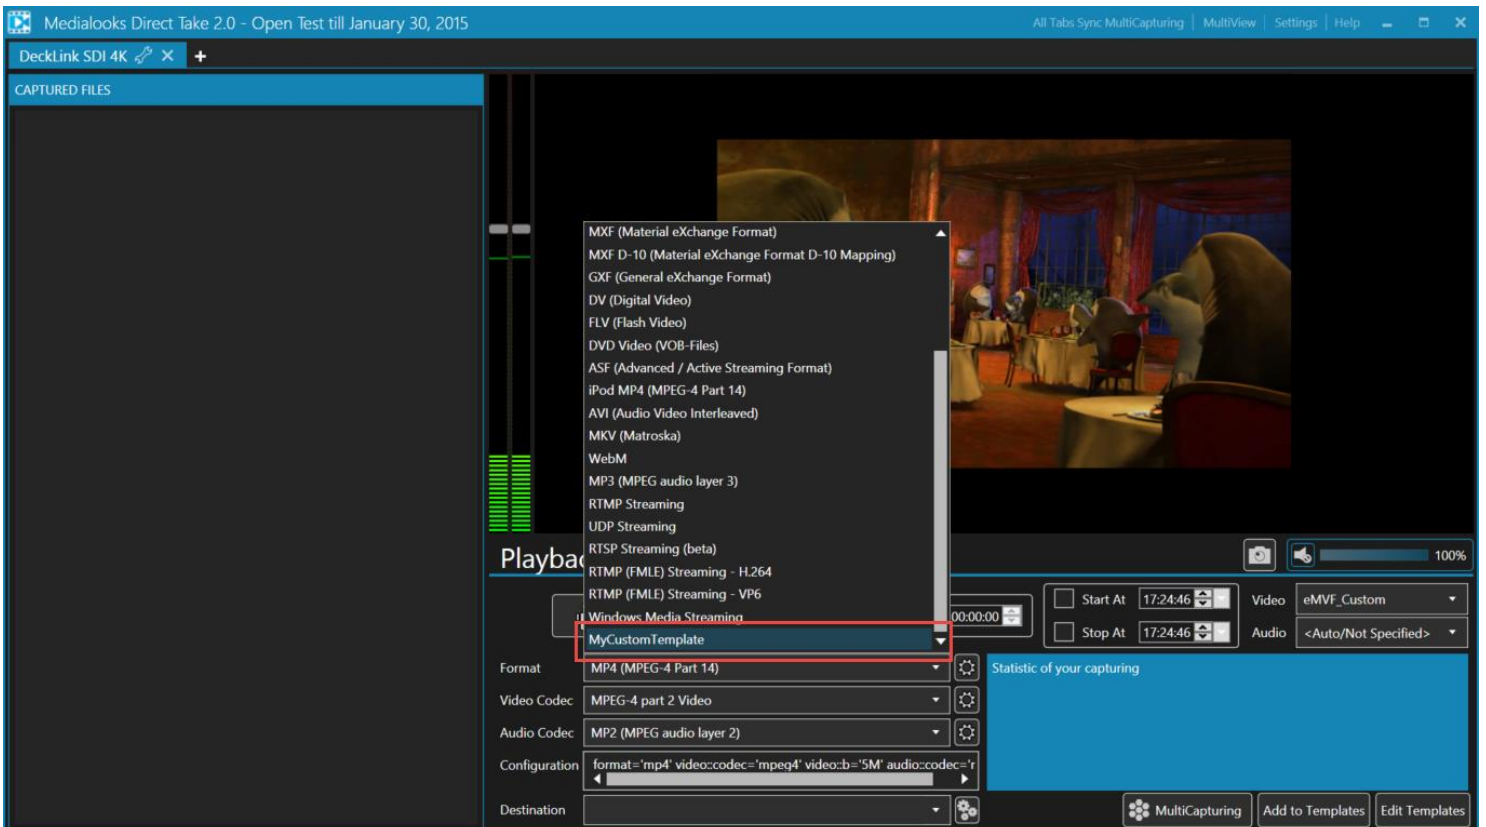 Medialooks Direct Take 2.0 - Open Test till January 30, 2015
All Tabs Sync MultiCapturing | MultiView | Settings | Help
DeckLink SDI 4K
CAPTURED FILES
MXF (Material eXchange Format)
MXF D-10 (Material eXchange Format D-10 Mapping)
GXF (General eXchange Format)
DV (Digital Video)
FLV (Flash Video)
DVD Video (VOB-Files)
ASF (Advanced / Active Streaming Format)
iPod MP4 (MPEG-4 Part 14)
AVI (Audio Video Interleaved)
MKV (Matroska)
WebM
MP3 (MPEG audio layer 3)
RTMP Streaming
UDP Streaming
RTSP Streaming (beta)
RTMP (FMLE) Streaming - H.264
RTMP (FMLE) Streaming - VP6
Windows Media Streaming
MyCustomTemplate
Playba
100%
00:00:00
Start At 17:24:46
Video eMVF_Custom
Stop At 17:24:46
Audio <Auto/Not Specified>
Format MP4 (MPEG-4 Part 14)
Statistic of your capturing
Video Codec MPEG-4 part 2 Video
Audio Codec MP2 (MPEG audio layer 2)
Configuration format='mp4' video::codec='mpeg4' video::b='5M' audio::codec='r
Destination
MultiCapturing
Add to Templates
Edit Templates